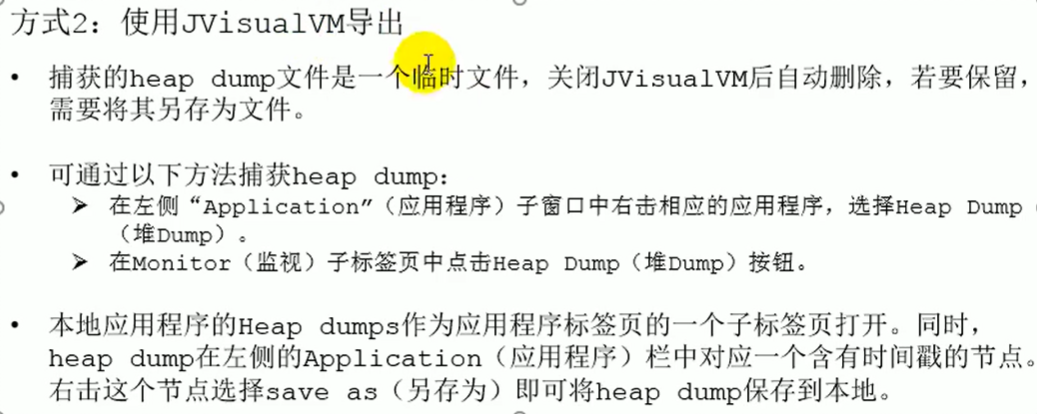 方式2：使用JVisualVM导出
• 捕获的heap dump文件是一个临时文件，关闭JVisualVM后自动删除，若要保留，
需要将其另存为文件。
• 可通过以下方法捕获heap dump：
➢ 在左侧“Application”（应用程序）子窗口中右击相应的应用程序，选择Heap Dump
（堆Dump）。
➢ 在Monitor（监视）子标签页中点击Heap Dump（堆Dump）按钮。
• 本地应用程序的Heap dumps作为应用程序标签页的一个子标签页打开。同时，
heap dump在左侧的Application（应用程序）栏中对应一个含有时间戳的节点。
右击这个节点选择save as（另存为）即可将heap dump保存到本地。